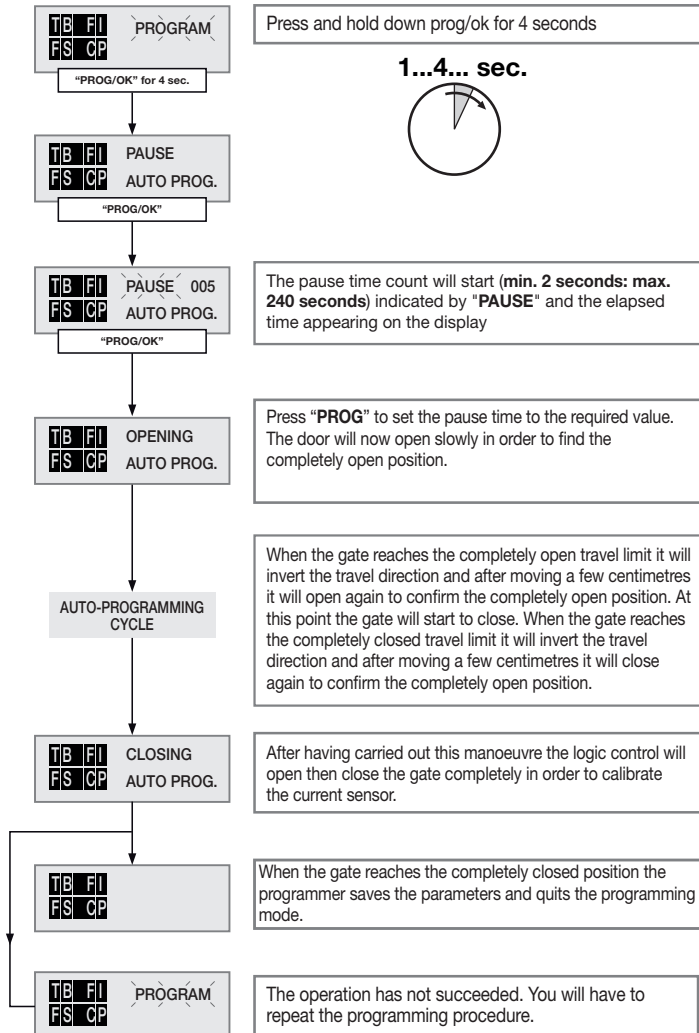 TB FI PROGRAM
FS CP
"PROG/OK" for 4 sec.
Press and hold down prog/ok for 4 seconds
1...4... sec.
TB FI PAUSE
FS CP AUTO PROG.
"PROG/OK"
TB FI PAUSE 005
FS CP AUTO PROG.
"PROG/OK"
The pause time count will start (min. 2 seconds: max.
240 seconds) indicated by "PAUSE" and the elapsed
time appearing on the display
TB FI OPENING
FS CP AUTO PROG.
Press “PROG” to set the pause time to the required value.
The door will now open slowly in order to find the
completely open position.
AUTO-PROGRAMMING
CYCLE
When the gate reaches the completely open travel limit it will
invert the travel direction and after moving a few centimetres
it will open again to confirm the completely open position. At
this point the gate will start to close. When the gate reaches
the completely closed travel limit it will invert the travel
direction and after moving a few centimetres it will close
again to confirm the completely open position.
TB FI CLOSING
FS CP AUTO PROG.
After having carried out this manoeuvre the logic control will
open then close the gate completely in order to calibrate
the current sensor.
TB FI
FS CP
When the gate reaches the completely closed position the
programmer saves the parameters and quits the programming
mode.
TB FI PROGRAM
FS CP
The operation has not succeeded. You will have to
repeat the programming procedure.